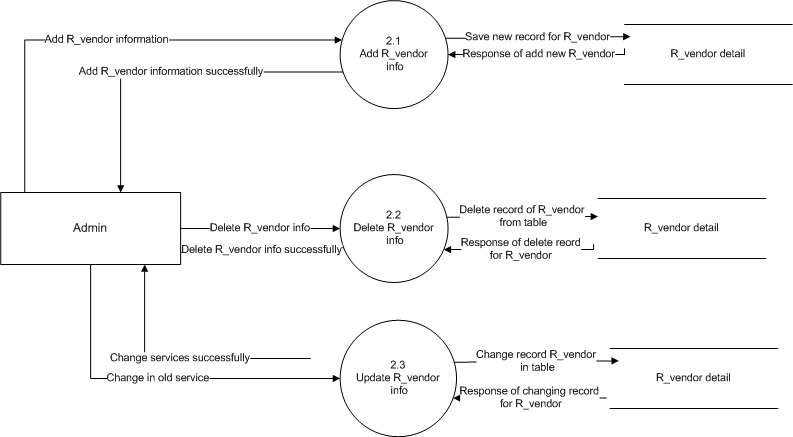 Add R_vendor information
2.1
Add R_vendor
info
Save new record for R_vendor
Response of add new R_vendor
R_vendor detail
Add R_vendor information successfully
Admin
Delete R_vendor info
Delete R_vendor info successfully
2.2
Delete R_vendor
info
Delete record of R_vendor
from table
Response of delete reord
for R_vendor
R_vendor detail
Change services successfully
Change in old service
2.3
Update R_vendor
info
Change record R_vendor
in table
Response of changing record
for R_vendor
R_vendor detail